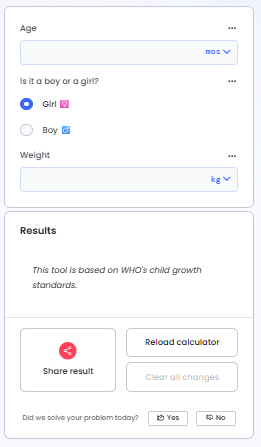 Age
mos
Is it a boy or a girl?
Girl
Boy
Weight
kg
Results
This tool is based on WHO's child growth
standards.
Share result
Reload calculator
Clear all changes
Did we solve your problem today?
Yes
No